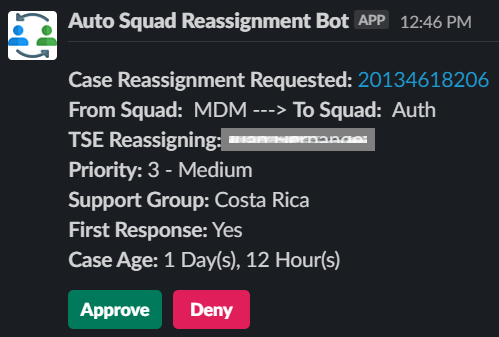 Auto Squad Reassignment Bot APP 12:46 PM
Case Reassignment Requested: 20134618206
From Squad: MDM ---> To Squad: Auth
TSE Reassigning:
Priority: 3 - Medium
Support Group: Costa Rica
First Response: Yes
Case Age: 1 Day(s), 12 Hour(s)
Approve Deny